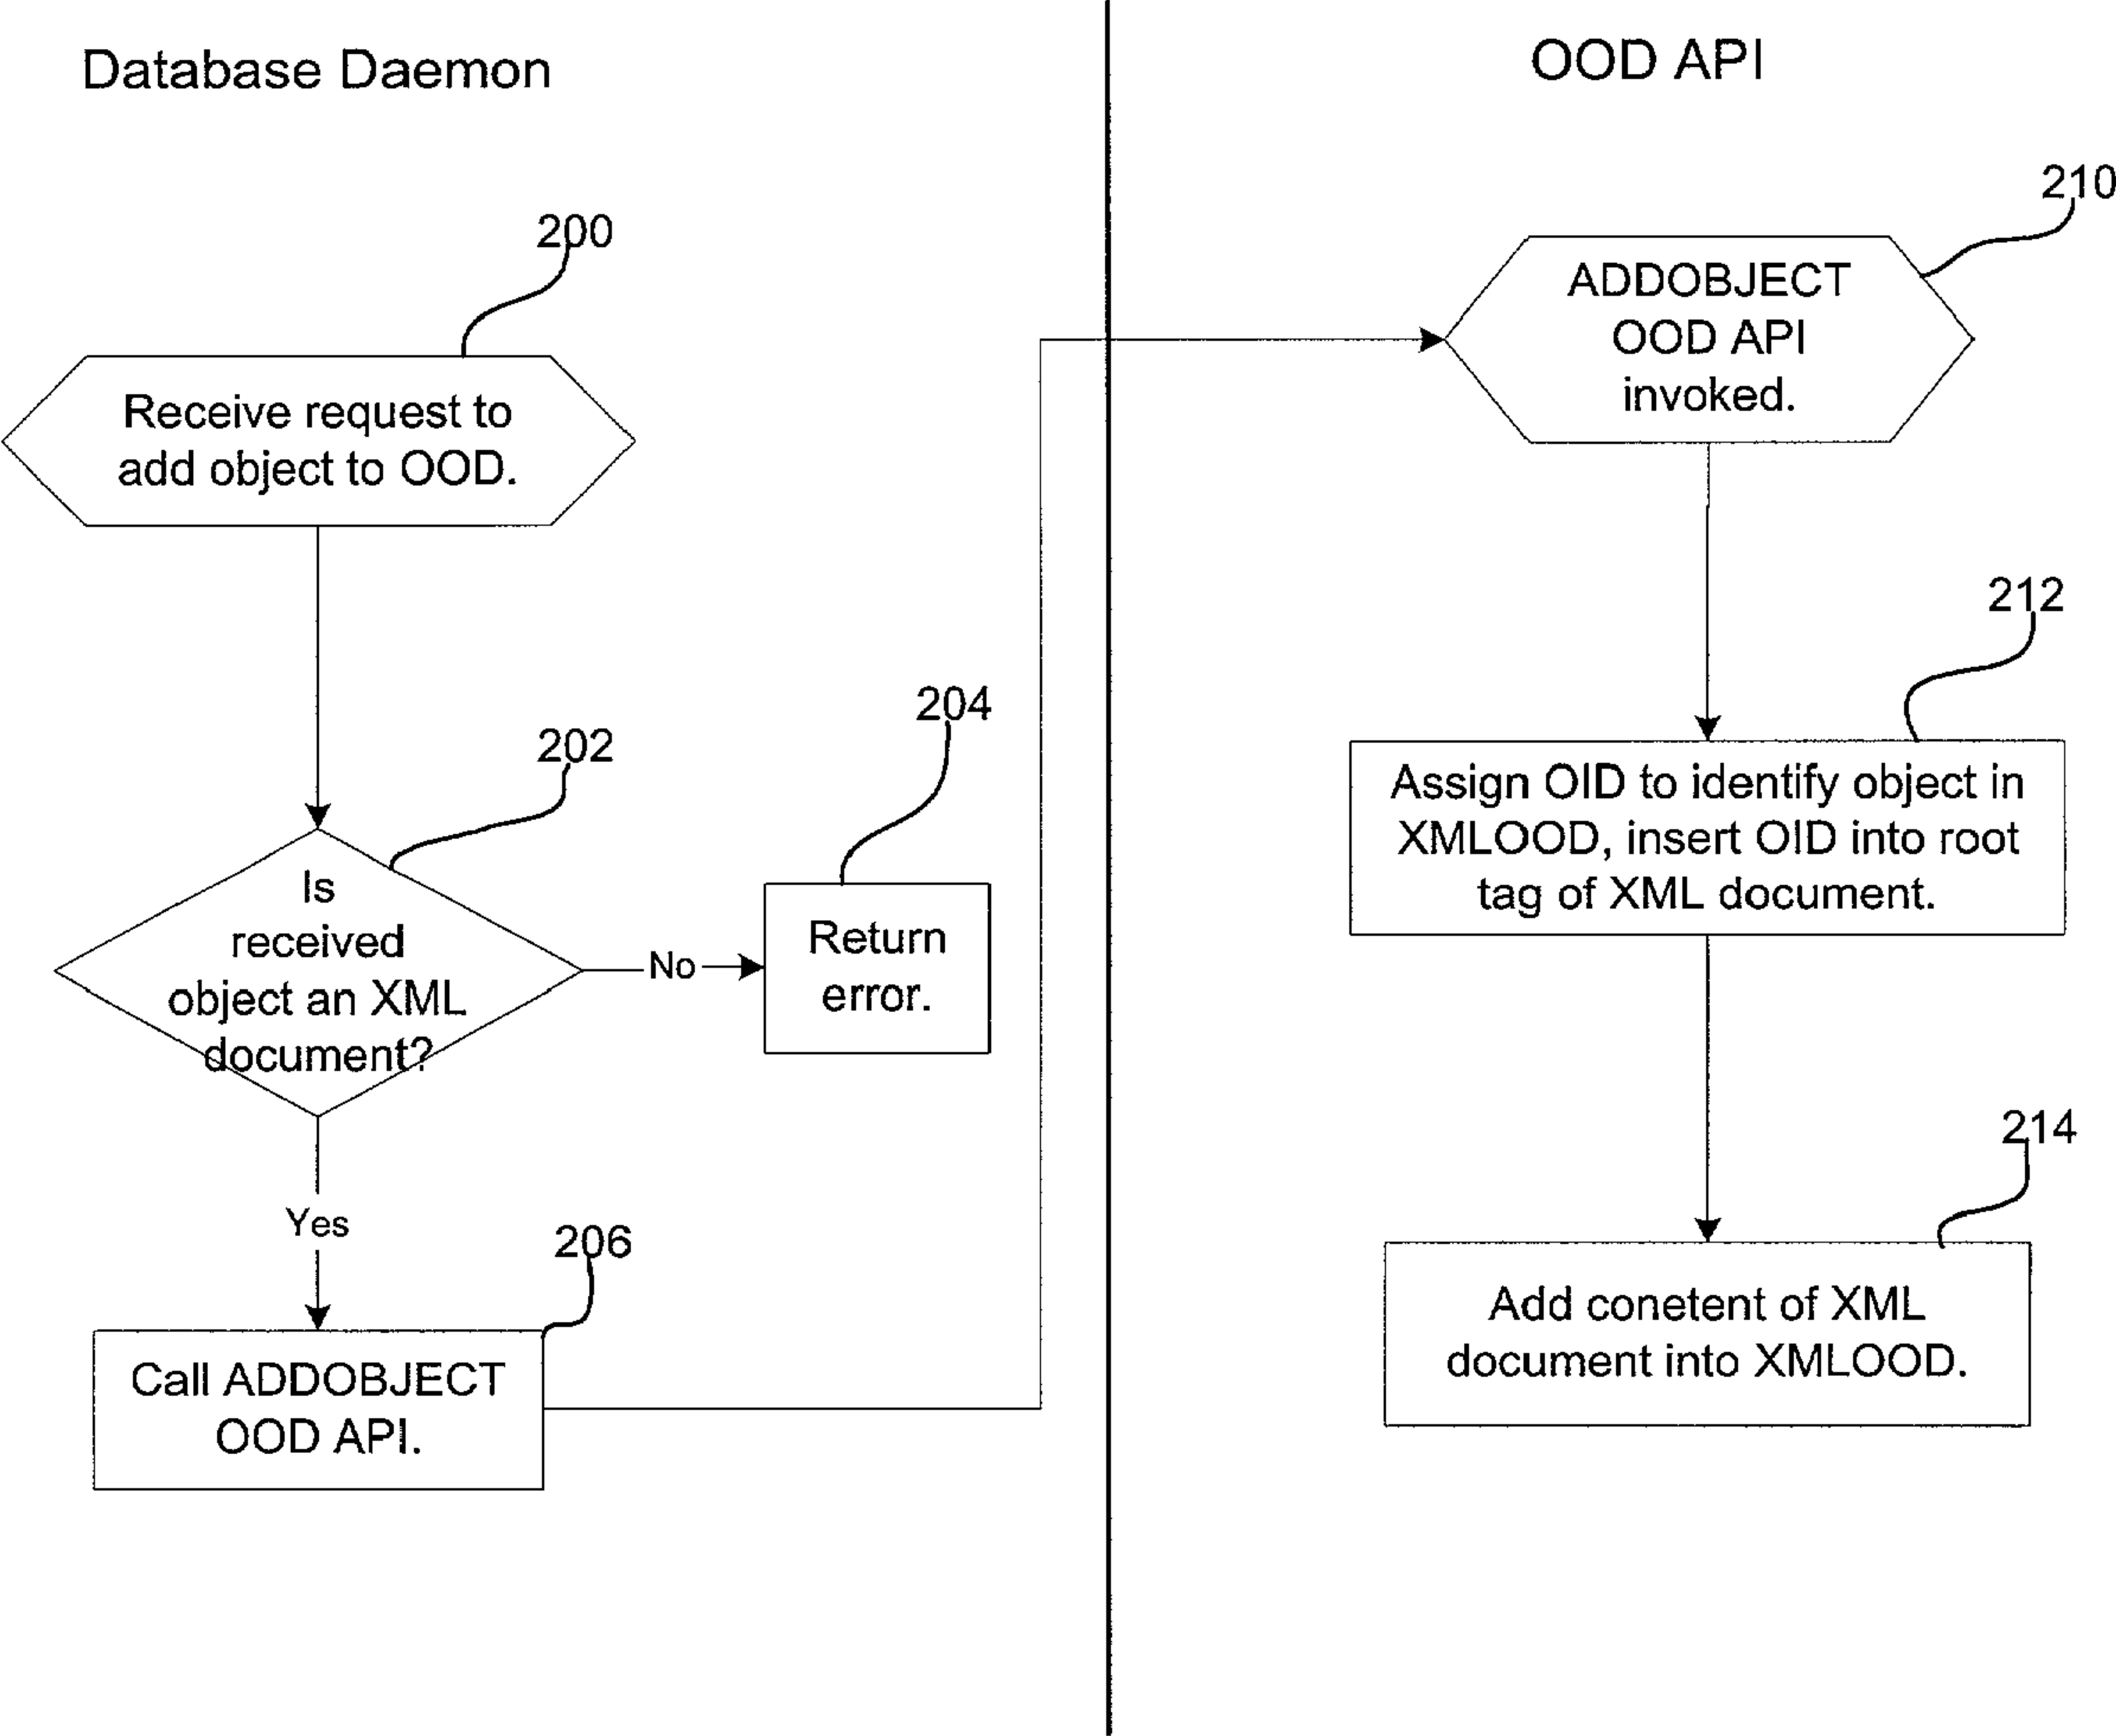 Database Daemon
200
Receive request to
add object to OOD.
202
Is
received
object an XML
document?
No
204
Return
error.
Yes
206
Call ADDOBJECT
OOD API.
OOD API
210
ADDOBJECT
OOD API
invoked.
212
Assign OID to identify object in
XMLOOD, insert OID into root
tag of XML document.
214
Add conetent of XML
document into XMLOOD.